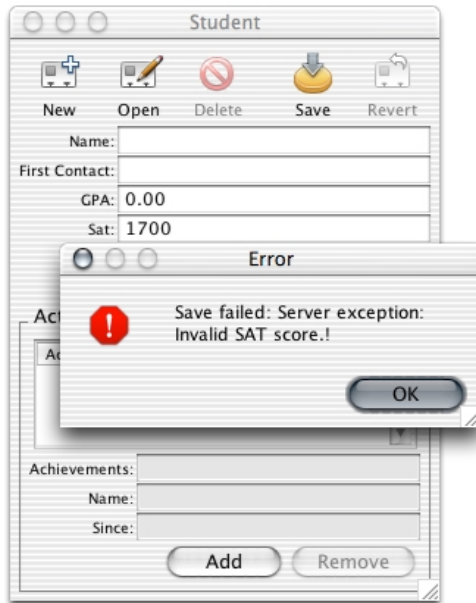 Student
New Open Delete Save Revert
Name:
First Contact:
GPA: 0.00
Sat: 1700
Error
Save failed: Server exception:
Invalid SAT score.!
OK
Achievements:
Name:
Since:
Add Remove